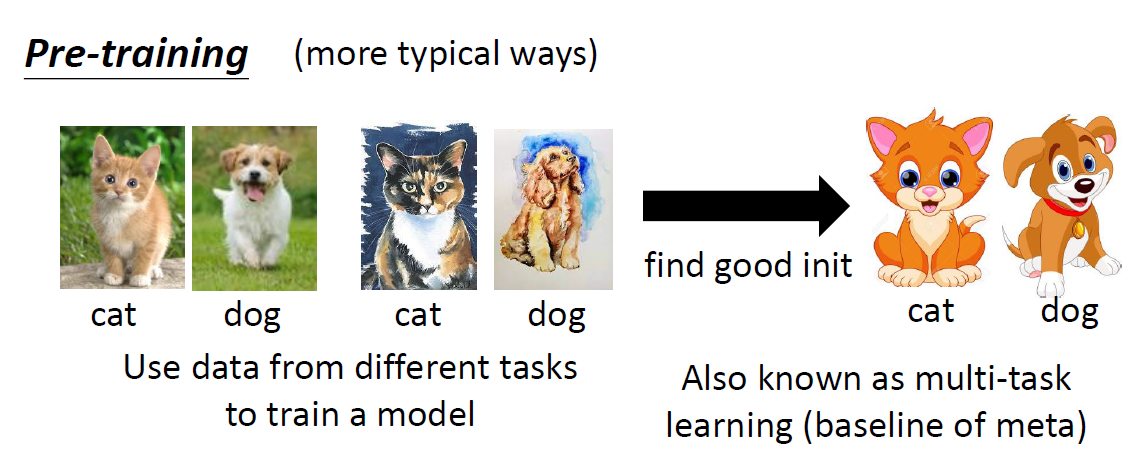 Pre-training (more typical ways)
cat dog cat dog
find good init
cat dog
Use data from different tasks
to train a model
Also known as multi-task
learning (baseline of meta)